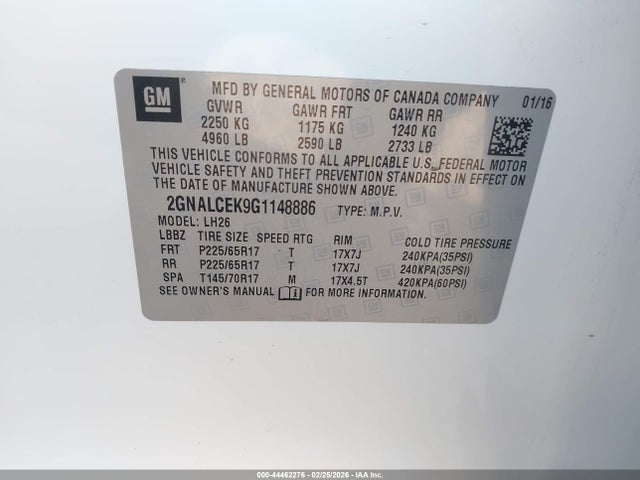 GM ® MFD BY GENERAL MOTORS OF CANADA COMPANY 01/16
GVWR GAWR FRT GAWR RR
2250 KG 1175 KG 1240 KG
4960 LB 2590 LB 2733 LB
THIS VEHICLE CONFORMS TO ALL APPLICABLE U.S. FEDERAL MOTOR
VEHICLE SAFETY AND THEFT PREVENTION STANDARDS IN EFFECT ON
THE DATE OF MANUFACTURE SHOWN ABOVE.
2GNALCEK9G1148886 TYPE: M.P.V.
MODEL: LH26
LBBZ TIRE SIZE SPEED RTG RIM COLD TIRE PRESSURE
FRT P225/65R17 T 17X7J 240KPA(35PSI)
RR P225/65R17 T 17X7J 240KPA(35PSI)
SPA T145/70R17 M 17X4.5T 420KPA(60PSI)
SEE OWNER'S MANUAL FOR MORE INFORMATION.
000-44462276 - 02/25/2026 - IAA Inc.